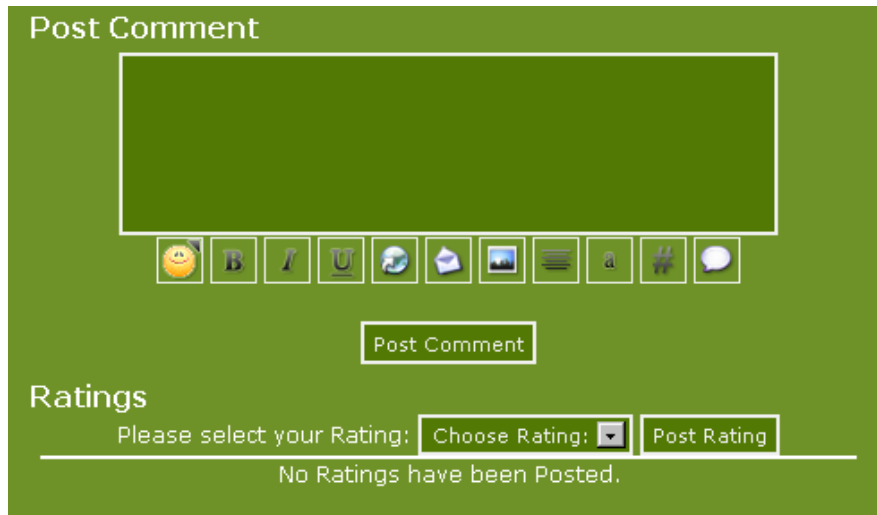 Post Comment
B I U a #
Post Comment
Ratings
Please select your Rating: Choose Rating: Post Rating
No Ratings have been Posted.